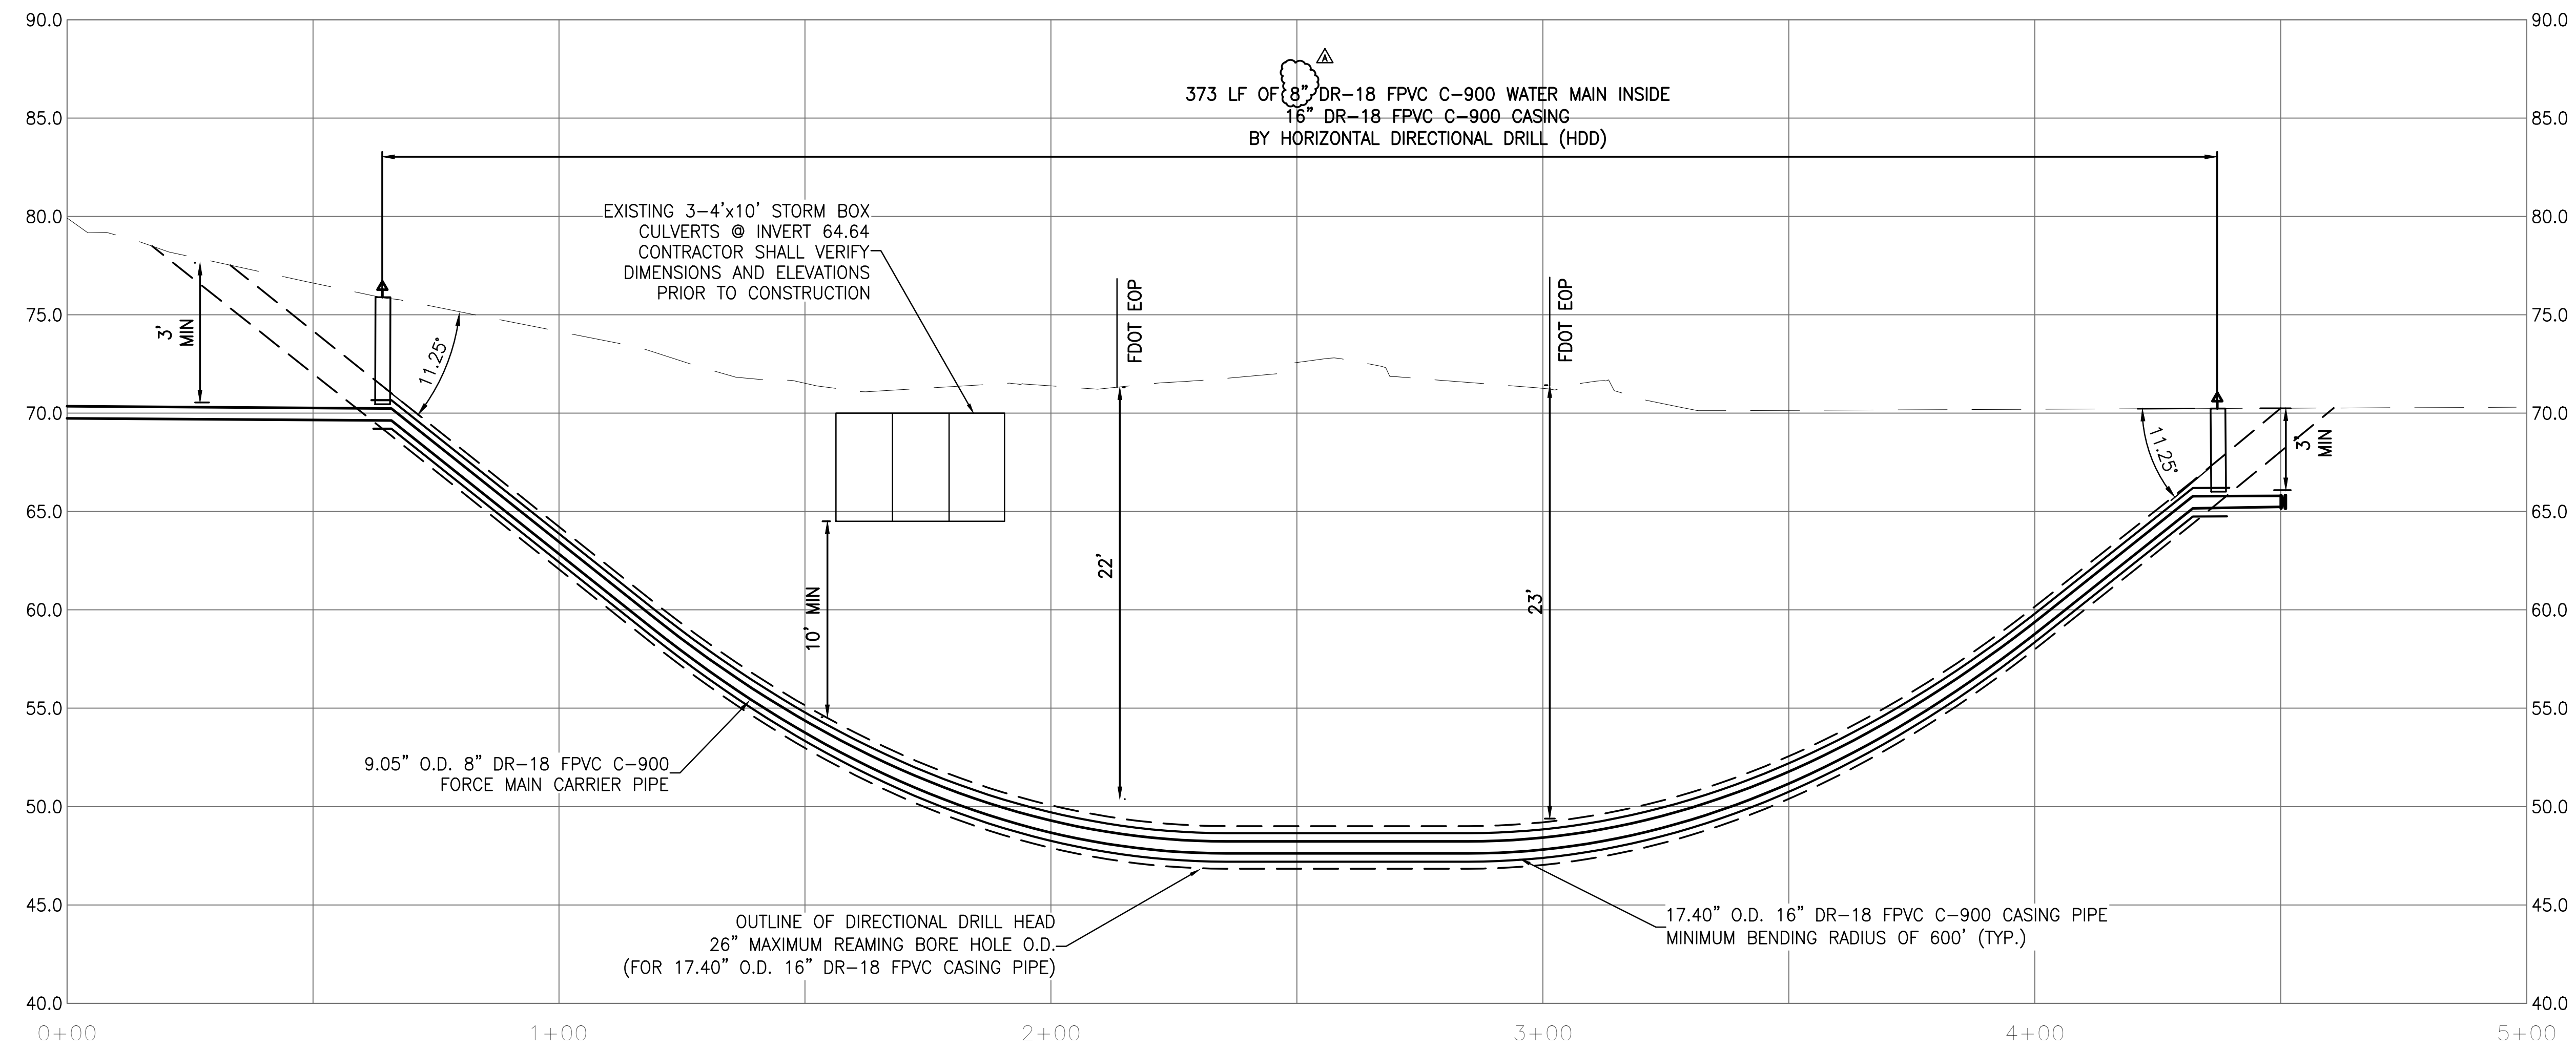 90.0
90.0
A
373 LF OF 8” DR-18 FPVC C-900 WATER MAIN INSIDE
16” DR-18 FPVC C-900 CASING
BY HORIZONTAL DIRECTIONAL DRILL (HDD)
85.0
85.0
80.0
80.0
EXISTING 3-4’x10’ STORM BOX
CULVERTS @ INVERT 64.64
CONTRACTOR SHALL VERIFY
DIMENSIONS AND ELEVATIONS
PRIOR TO CONSTRUCTION
75.0
75.0
3’
MIN
11.25°
FDOT EOP
FDOT EOP
70.0
70.0
11.25°
3’
MIN
65.0
65.0
10’ MIN
22’
23’
60.0
60.0
55.0
55.0
9.05” O.D. 8” DR-18 FPVC C-900
FORCE MAIN CARRIER PIPE
50.0
50.0
45.0
45.0
OUTLINE OF DIRECTIONAL DRILL HEAD
26” MAXIMUM REAMING BORE HOLE O.D.
(FOR 17.40” O.D. 16” DR-18 FPVC CASING PIPE)
17.40” O.D. 16” DR-18 FPVC C-900 CASING PIPE
MINIMUM BENDING RADIUS OF 600’ (TYP.)
40.0
40.0
0+00
1+00
2+00
3+00
4+00
5+00